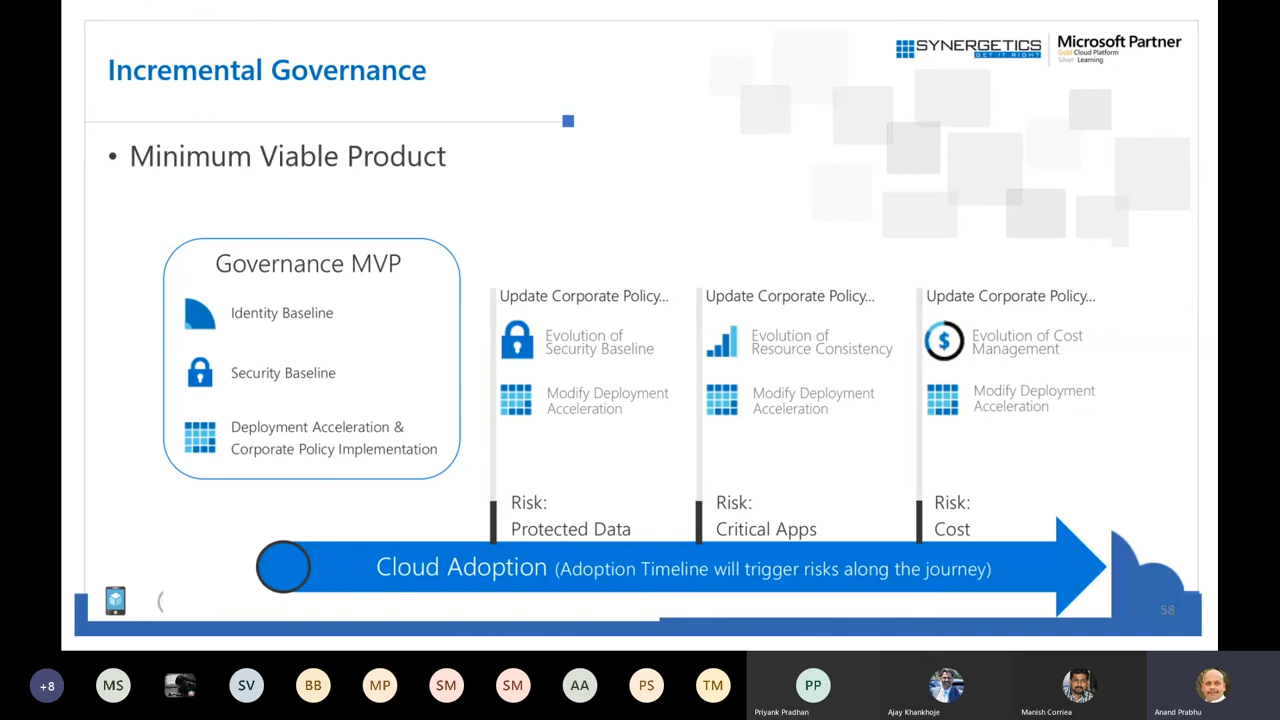 Incremental Governance
SYNERGETICS
GET IT RIGHT
Microsoft Partner
Gold Cloud Platform
Silver Learning
• Minimum Viable Product
Governance MVP
Identity Baseline
Security Baseline
Deployment Acceleration &
Corporate Policy Implementation
Update Corporate Policy...
Evolution of
Security Baseline
Modify Deployment
Acceleration
Risk:
Protected Data
Update Corporate Policy...
Evolution of
Resource Consistency
Modify Deployment
Acceleration
Risk:
Critical Apps
Update Corporate Policy...
Evolution of Cost
Management
Modify Deployment
Acceleration
Risk:
Cost
Cloud Adoption (Adoption Timeline will trigger risks along the journey)
58
+8
MS
SV
BB
MP
SM
SM
AA
PS
TM
PP
Priyank Pradhan
Ajay Khankhoje
Manish Corriea
Anand Prabhu